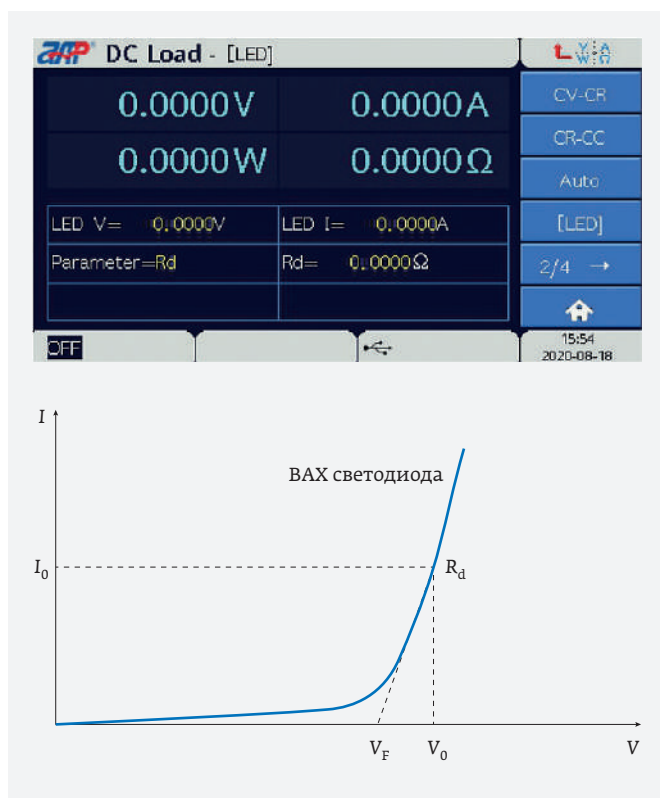 DC Load - [LED]
0.0000V 0.0000A
0.0000W 0.0000Ω
LED V= 0.0000V LED I= 0.0000A
Parameter=Rd Rd= 0.0000Ω
OFF
CV-CR
CR-CC
Auto
[LED]
2/4 →
15:54
2020-08-18
I
ВАХ светодиода
I₀
Rd
VF V₀ V